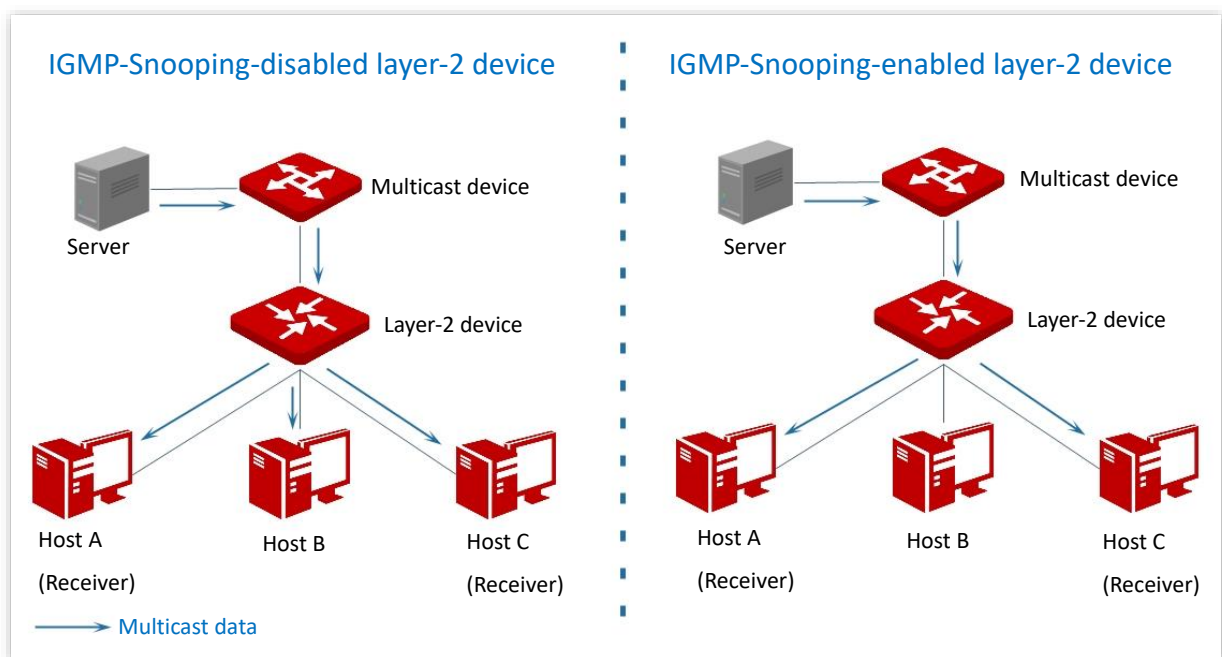 IGMP-Snooping-disabled layer-2 device
Multicast device
Server
Layer-2 device
Host A
(Receiver)
Host B
Host C
(Receiver)
Multicast data
IGMP-Snooping-enabled layer-2 device
Multicast device
Server
Layer-2 device
Host A
(Receiver)
Host B
Host C
(Receiver)